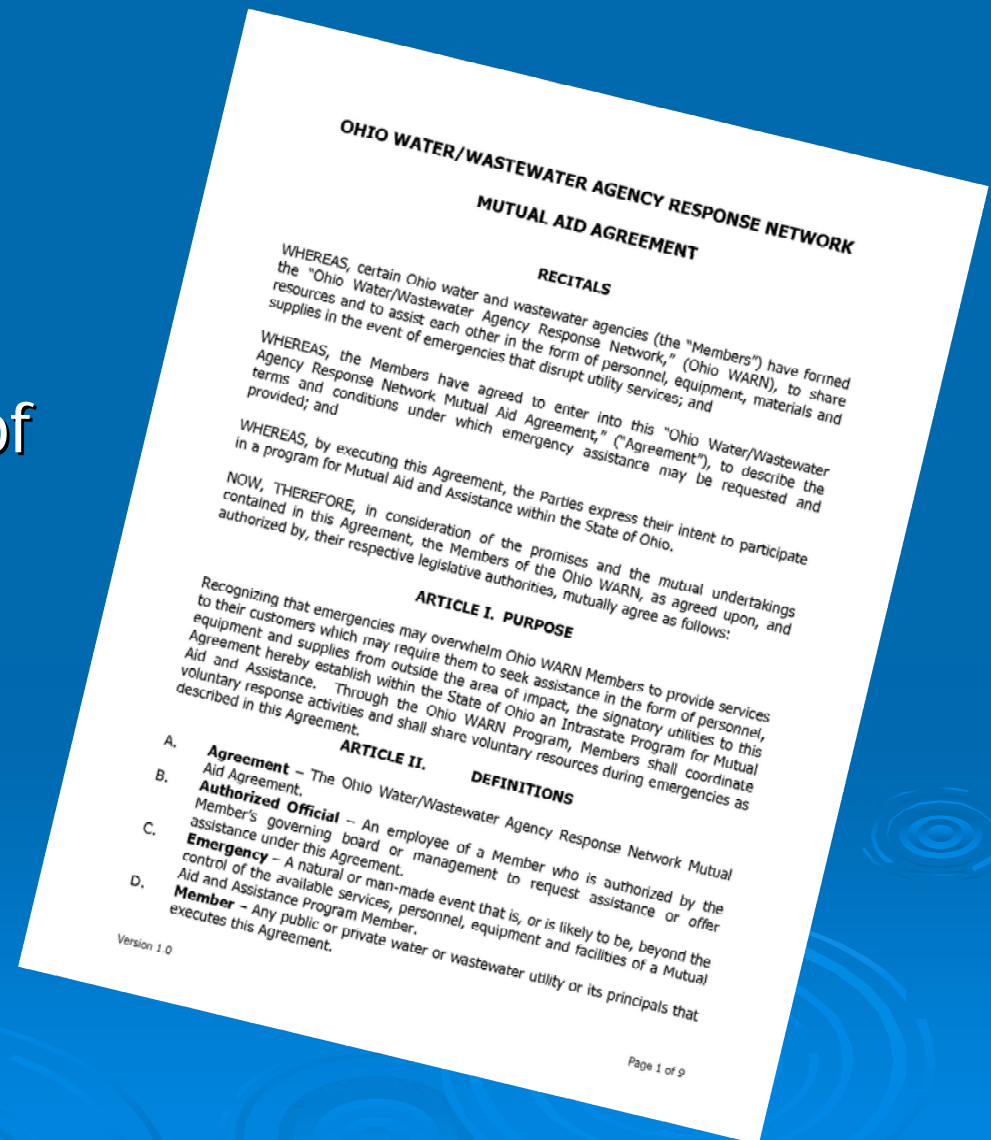 of
OHIO WATER/WASTEWATER AGENCY RESPONSE NETWORK
MUTUAL AID AGREEMENT
RECITALS
WHEREAS, certain Ohio water and wastewater agencies (the “Members”) have formed
the “Ohio Water/Wastewater Agency Response Network,” (Ohio WARN), to share
resources and to assist each other in the form of personnel, equipment, materials and
supplies in the event of emergencies that disrupt utility services; and
WHEREAS, the Members have agreed to enter into this “Ohio Water/Wastewater
Agency Response Network Mutual Aid Agreement,” (“Agreement”), to describe the
terms and conditions under which emergency assistance may be requested and
provided; and
WHEREAS, by executing this Agreement, the Parties express their intent to participate
in a program for Mutual Aid and Assistance within the State of Ohio.
NOW, THEREFORE, in consideration of the promises and the mutual undertakings
contained in this Agreement, the Members of the Ohio WARN, as agreed upon, and
authorized by, their respective legislative authorities, mutually agree as follows:
ARTICLE I. PURPOSE
Recognizing that emergencies may overwhelm Ohio WARN Members to provide services
to their customers which may require them to seek assistance in the form of personnel,
equipment and supplies from outside the area of impact, the signatory utilities to this
Agreement hereby establish within the State of Ohio an Intrastate Program for Mutual
Aid and Assistance. Through the Ohio WARN Program, Members shall coordinate
voluntary response activities and shall share voluntary resources during emergencies as
described in this Agreement.
ARTICLE II. DEFINITIONS
A. Agreement – The Ohio Water/Wastewater Agency Response Network Mutual
Aid Agreement.
B. Authorized Official – An employee of a Member who is authorized by the
Member’s governing board or management to request assistance or offer
assistance under this Agreement.
C. Emergency – A natural or man-made event that is, or is likely to be, beyond the
control of the available services, personnel, equipment and facilities of a Mutual
Aid and Assistance Program Member.
D. Member – Any public or private water or wastewater utility or its principals that
executes this Agreement.
Version 1.0
Page 1 of 9